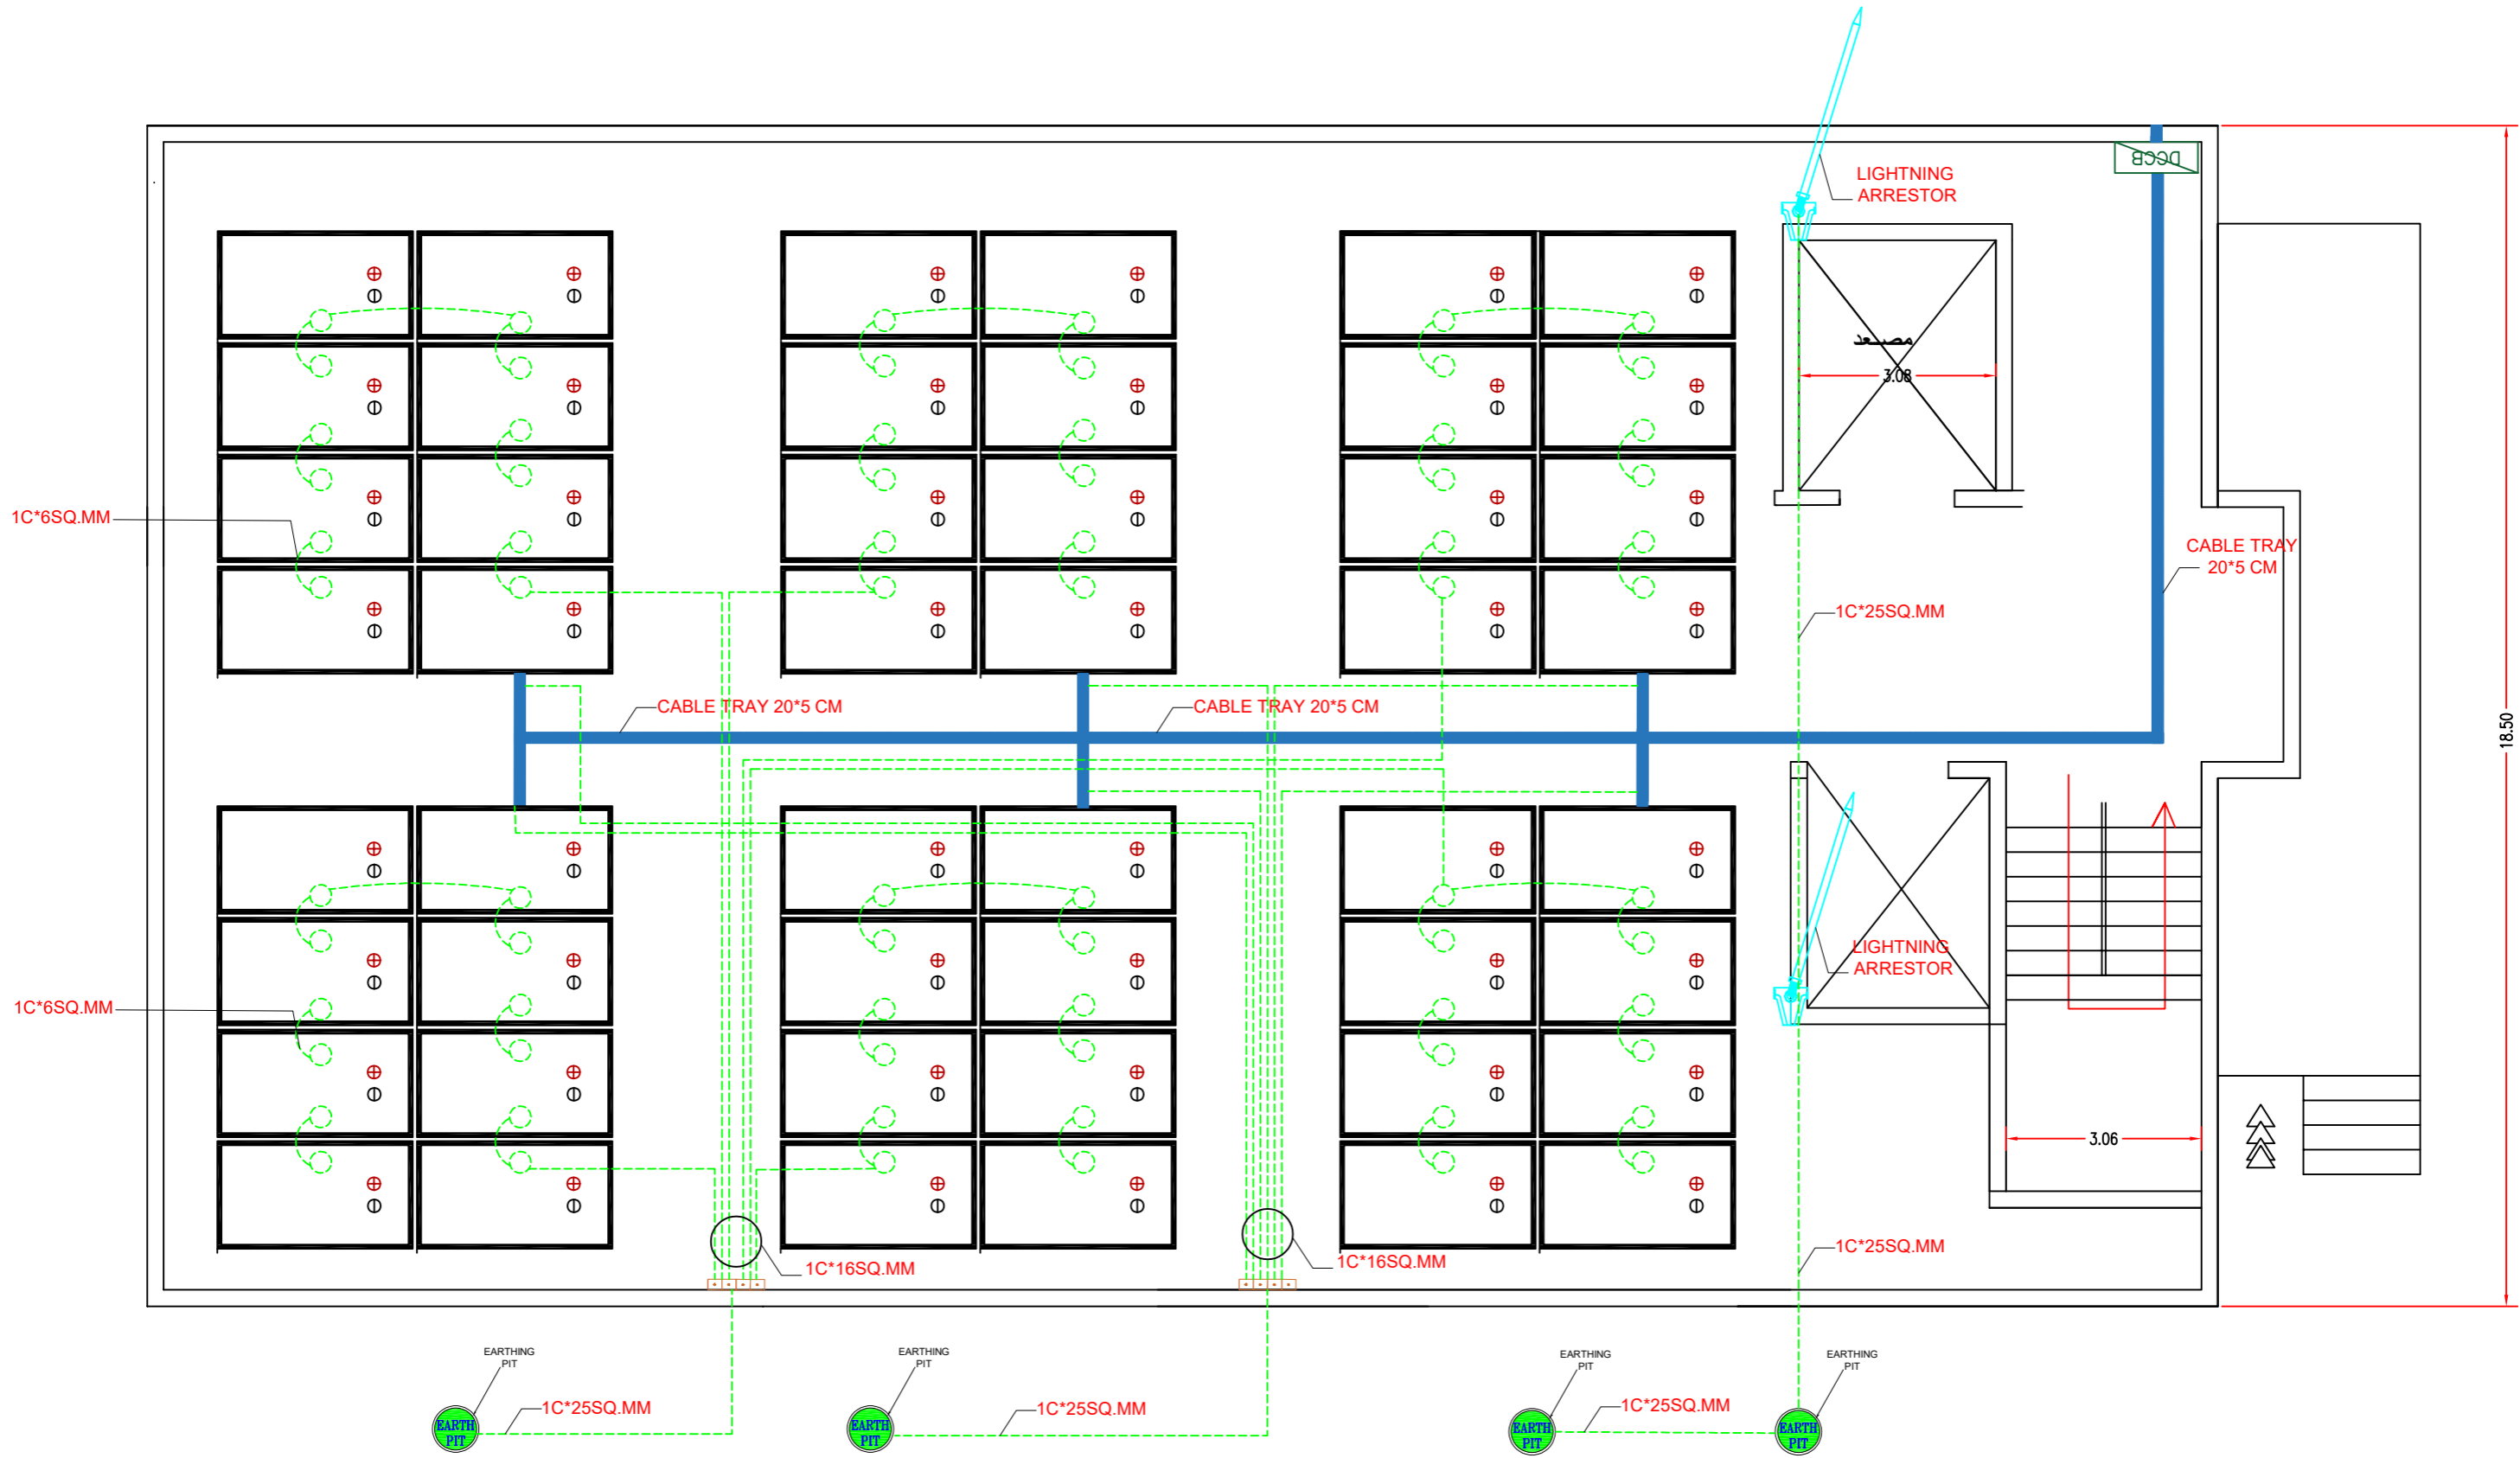 LIGHTNING
ARRESTOR
DCCB
مصعد
3.08
1C*6SQ.MM
CABLE TRAY
20*5 CM
1C*25SQ.MM
CABLE TRAY 20*5 CM
CABLE TRAY 20*5 CM
18.50
LIGHTNING
ARRESTOR
1C*6SQ.MM
3.06
1C*16SQ.MM
1C*16SQ.MM
1C*25SQ.MM
EARTHING
PIT
EARTHING
PIT
EARTHING
PIT
EARTHING
PIT
1C*25SQ.MM
1C*25SQ.MM
1C*25SQ.MM
EARTH
PIT
EARTH
PIT
EARTH
PIT
EARTH
PIT